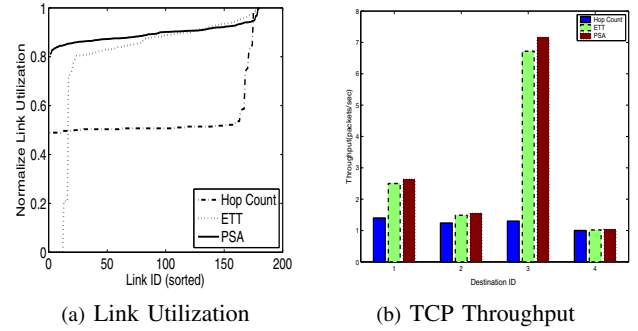 Normalize Link Utilization
1
0.8
0.6
0.4
0.2
0
0 50 100 150 200
Link ID (sorted)
Hop Count
ETT
PSA
(a) Link Utilization
Throughput(packets/sec)
8
7
6
5
4
3
2
1
0
1 2 3 4
Destination ID
Hop Count
ETT
PSA
(b) TCP Throughput